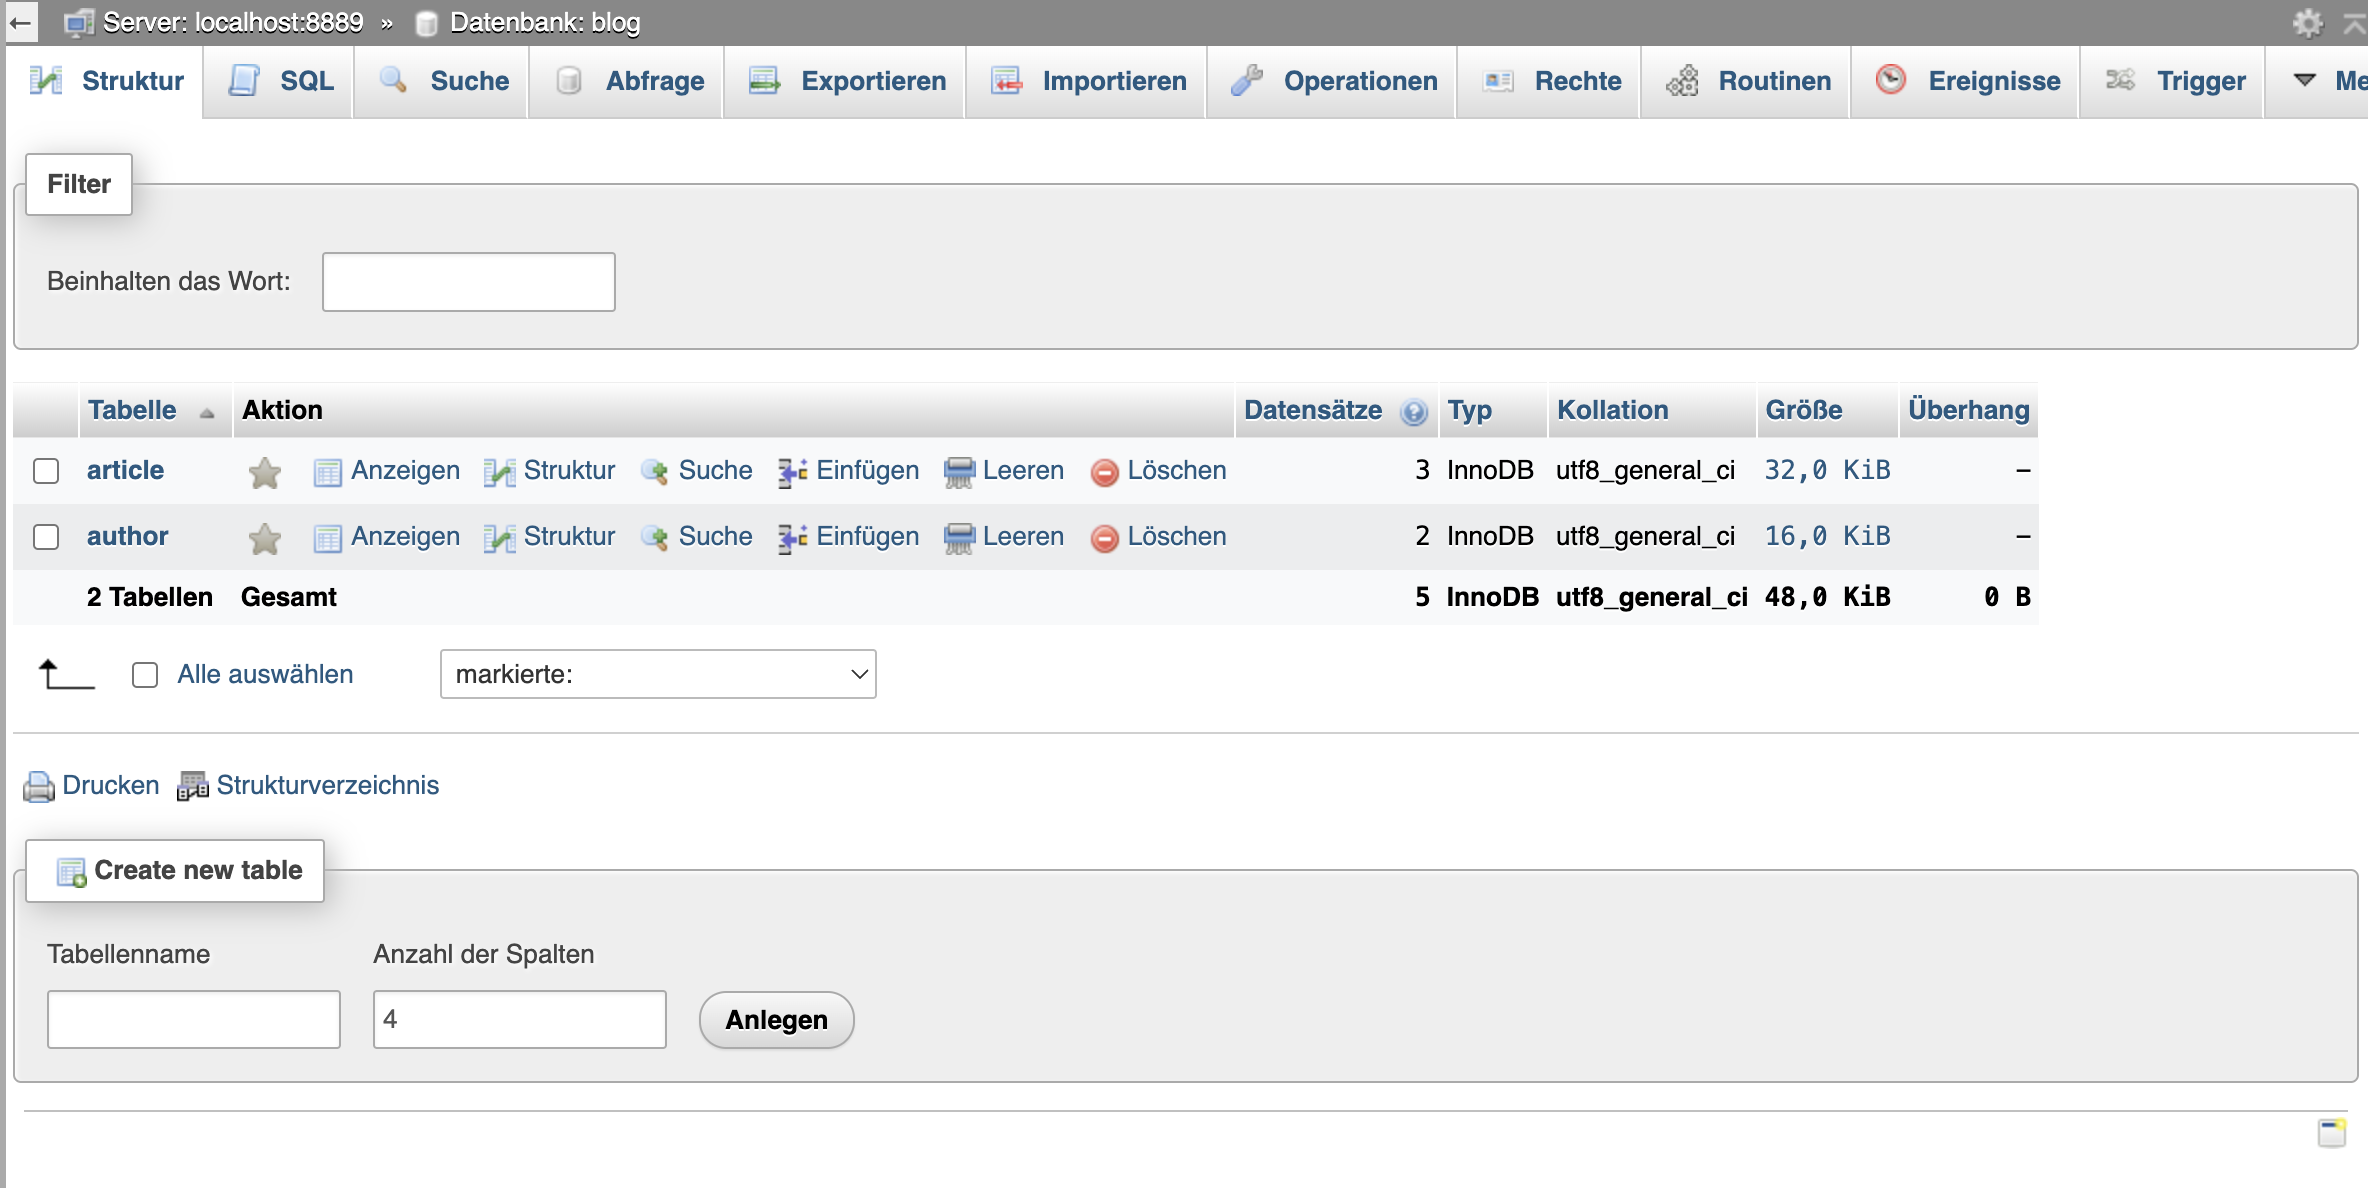 Server: localhost:8889 » Datenbank: blog
Struktur SQL Suche Abfrage Exportieren Importieren Operationen Rechte Routinen Ereignisse Trigger
Filter
Beinhalten das Wort:
Tabelle Aktion Datensätze Typ Kollation Größe Überhang
article Anzeigen Struktur Suche Einfügen Leeren Löschen 3 InnoDB utf8_general_ci 32,0 KiB –
author Anzeigen Struktur Suche Einfügen Leeren Löschen 2 InnoDB utf8_general_ci 16,0 KiB –
2 Tabellen Gesamt 5 InnoDB utf8_general_ci 48,0 KiB 0 B
Alle auswählen markierte:
Drucken Strukturverzeichnis
Create new table
Tabellenname Anzahl der Spalten
4 Anlegen